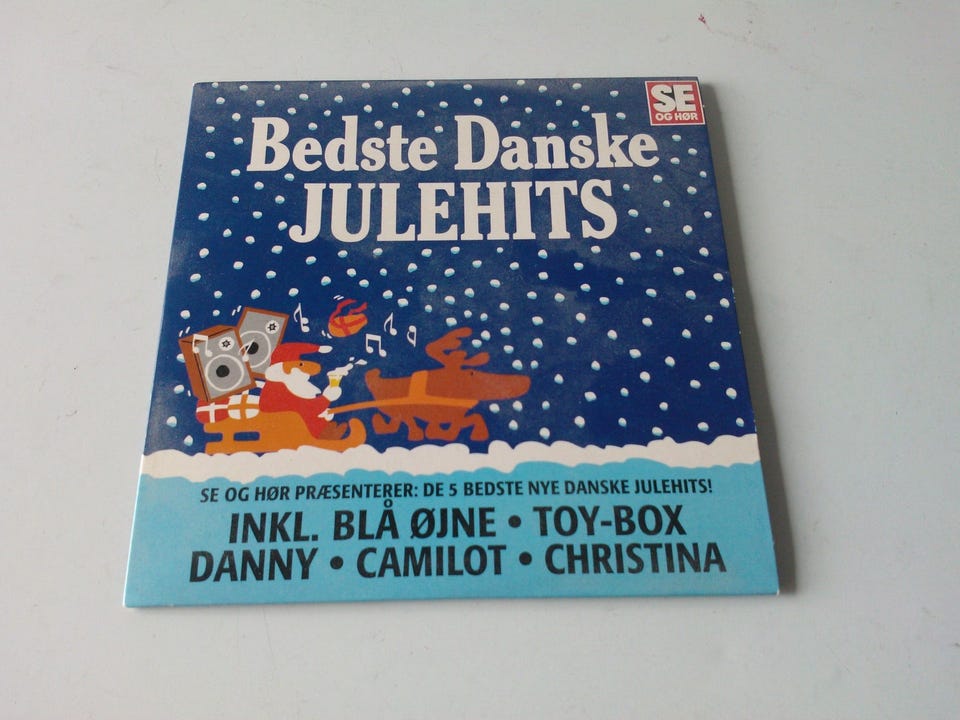 SE
OG HØR
Bedste Danske
JULEHITS
SE OG HØR PRÆSENTERER: DE 5 BEDSTE NYE DANSKE JULEHITS!
INKL. BLÅ ØJNE • TOY-BOX
DANNY • CAMILOT • CHRISTINA